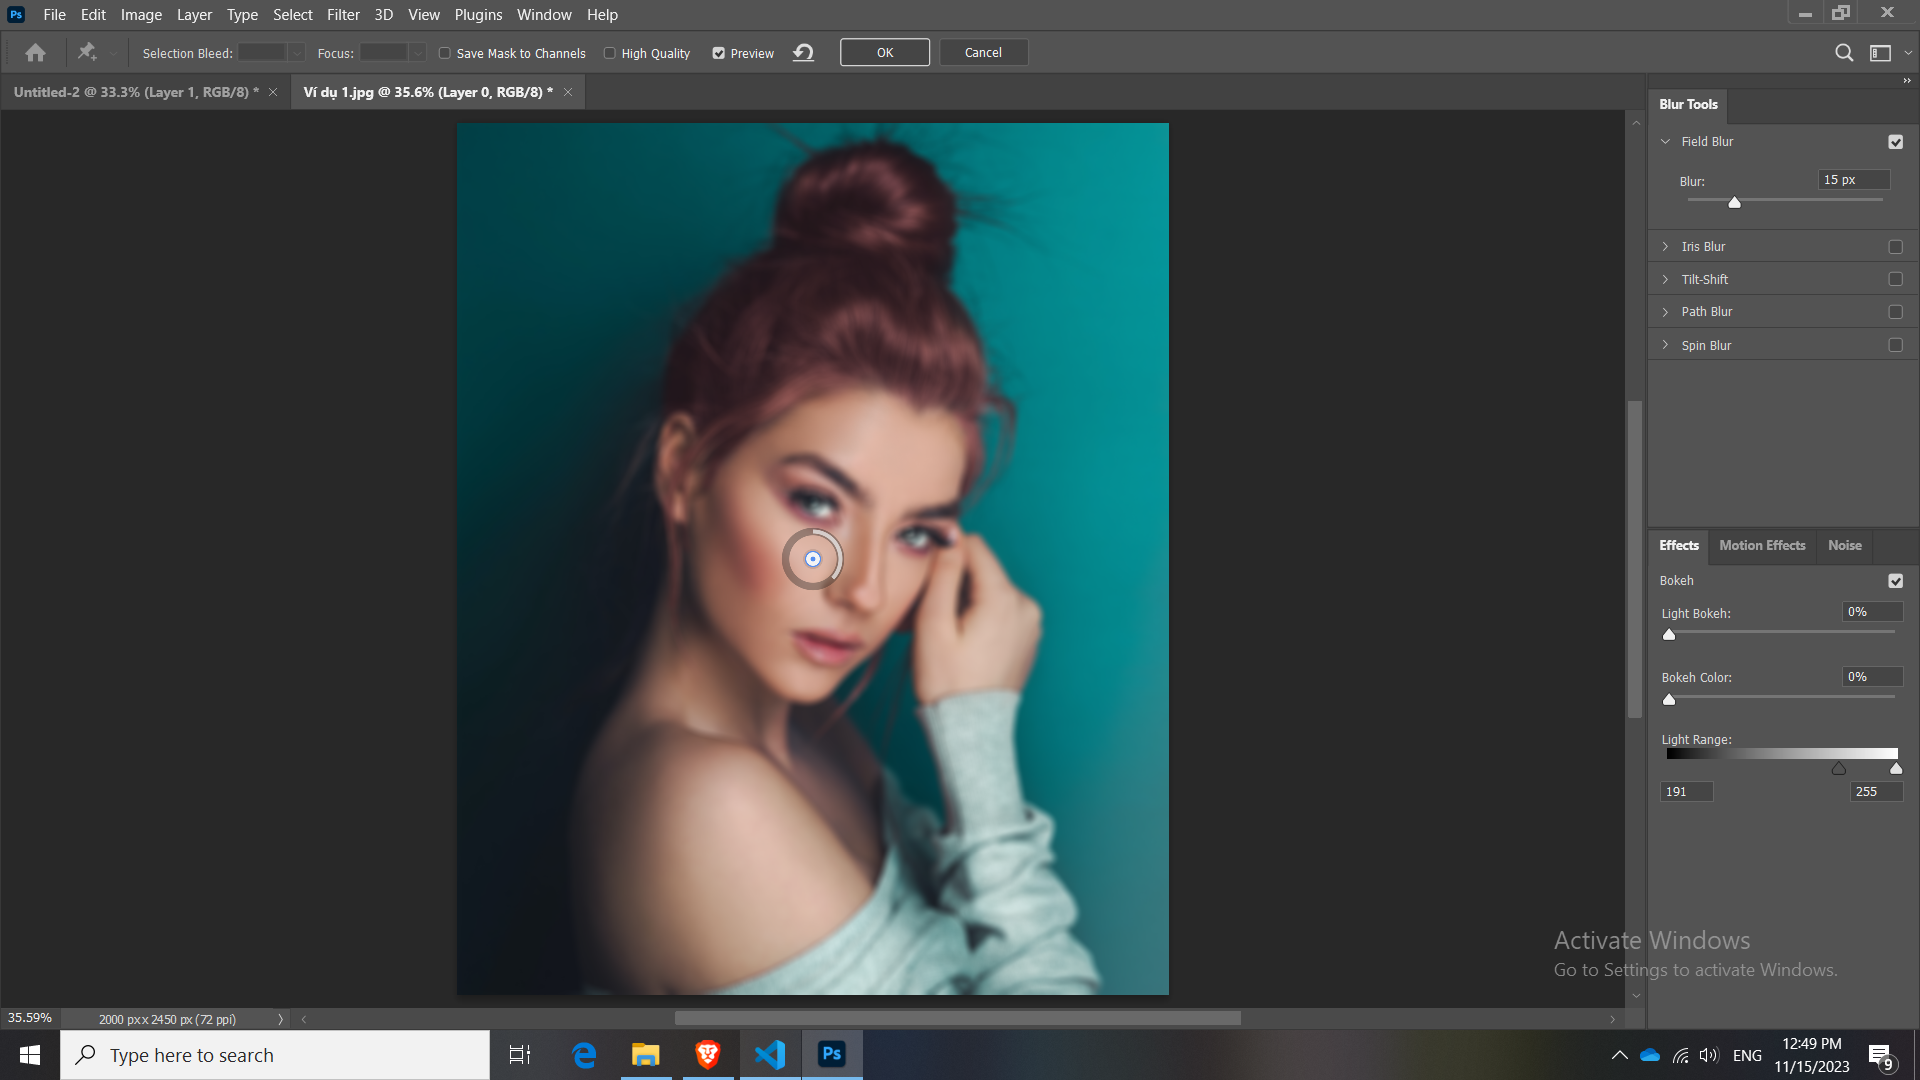 Ps File Edit Image Layer Type Select Filter 3D View Plugins Window Help
Selection Bleed: Focus: Save Mask to Channels High Quality Preview OK Cancel
Untitled-2 @ 33.3% (Layer 1, RGB/8) * Ví dụ 1.jpg @ 35.6% (Layer 0, RGB/8) *
Blur Tools
Field Blur
Blur: 15 px
Iris Blur
Tilt-Shift
Path Blur
Spin Blur
Effects Motion Effects Noise
Bokeh
Light Bokeh: 0%
Bokeh Color: 0%
Light Range:
191 255
Activate Windows
Go to Settings to activate Windows.
35.59% 2000 px x 2450 px (72 ppi)
Type here to search
Ps
ENG
12:49 PM
11/15/2023
9